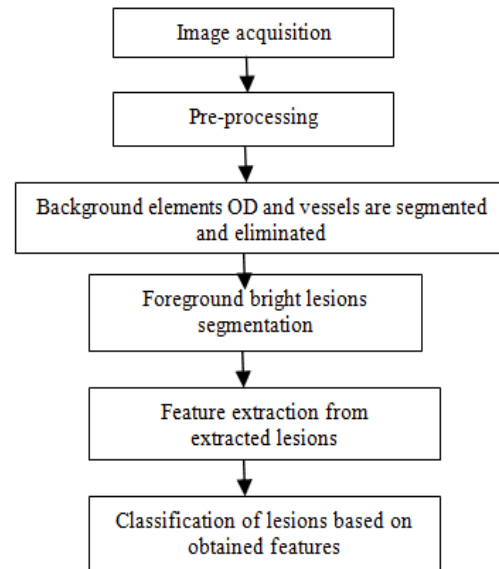 Image acquisition
Pre-processing
Background elements OD and vessels are segmented
and eliminated
Foreground bright lesions
segmentation
Feature extraction from
extracted lesions
Classification of lesions based on
obtained features